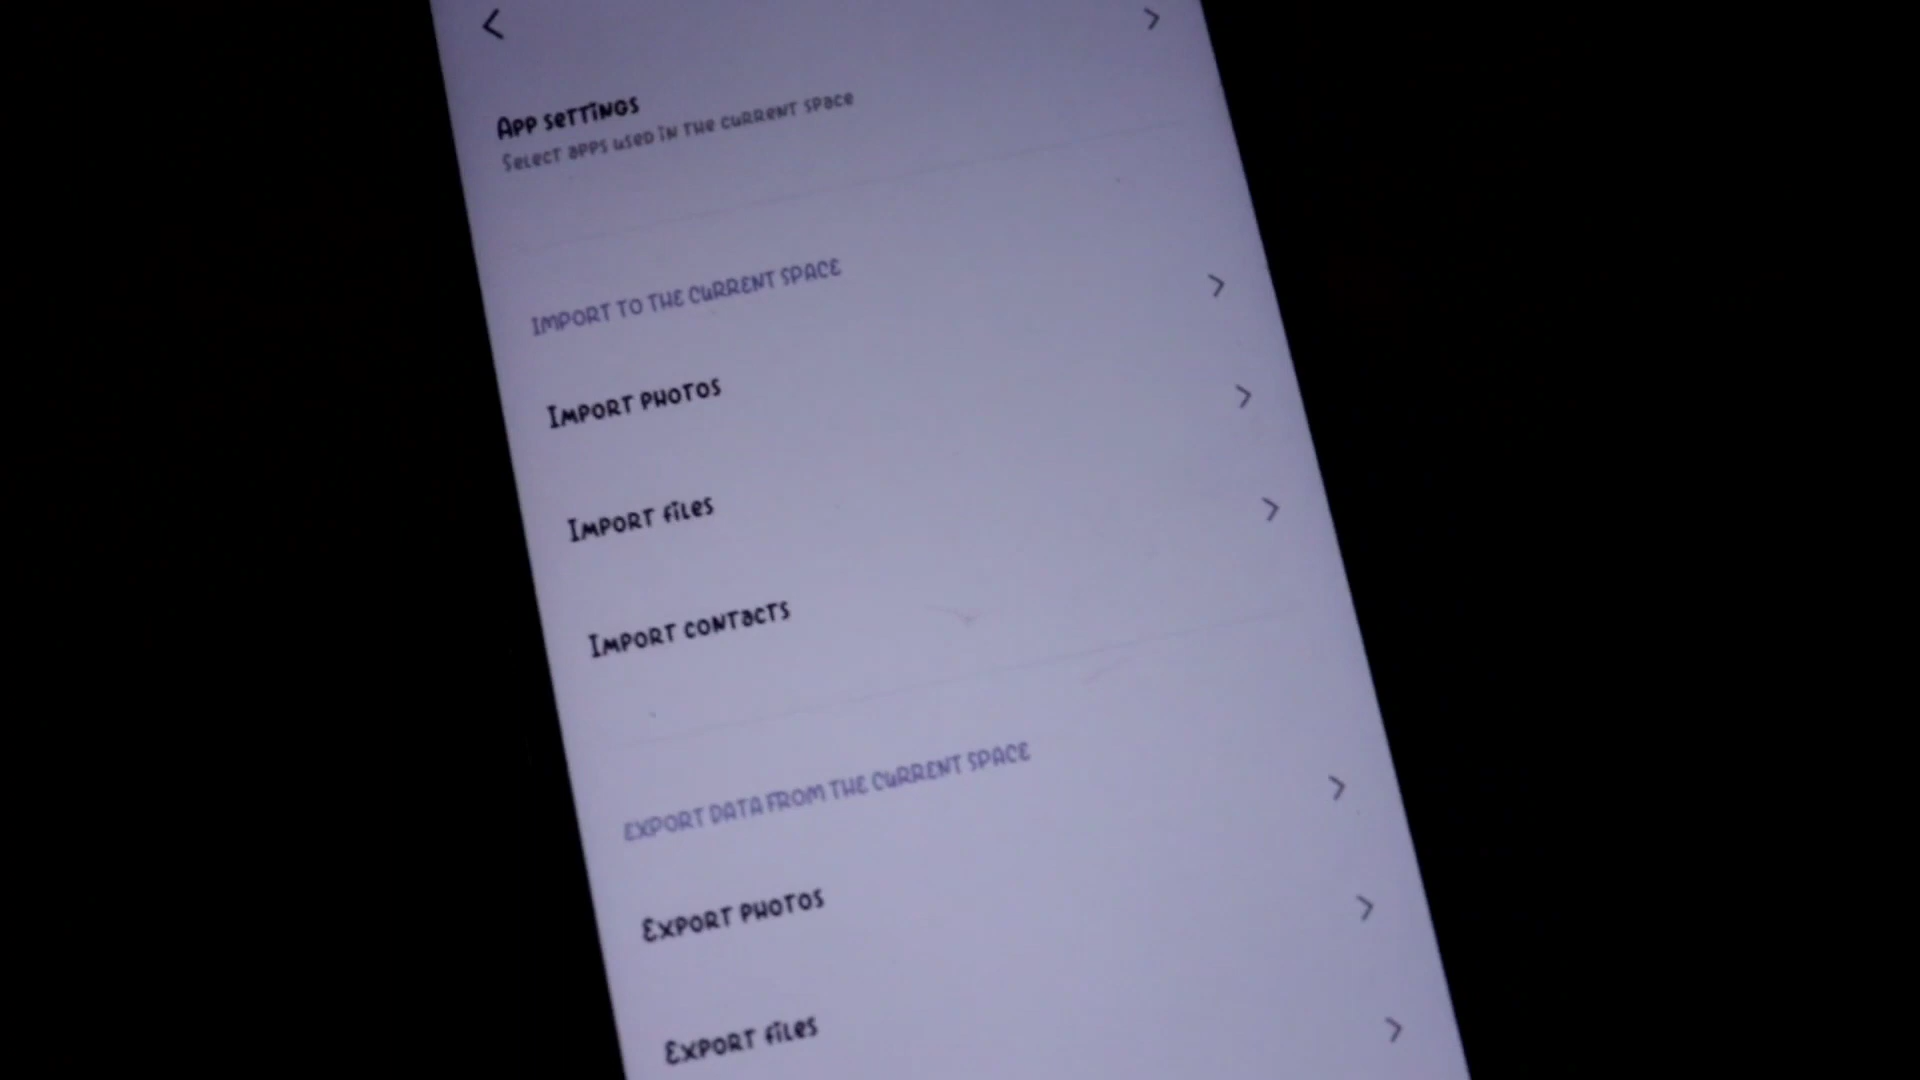 App settings
Select apps used in the current space
IMPORT TO THE CURRENT SPACE
Import photos
Import files
Import contacts
EXPORT DATA FROM THE CURRENT SPACE
Export photos
Export files